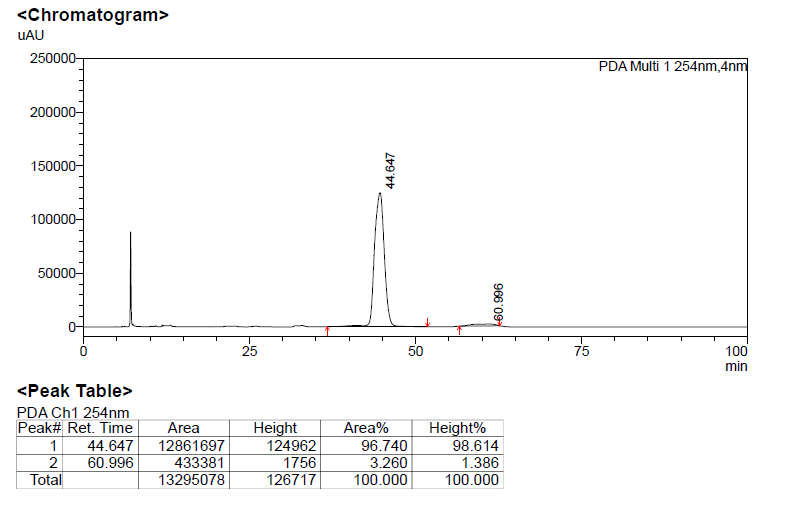 <Chromatogram>
uAU
PDA Multi 1 254nm,4nm
250000
200000
150000
100000
50000
0
44.647
60.996
0 25 50 75 100
min
<Peak Table>
PDA Ch1 254nm
Peak# Ret. Time Area Height Area% Height%
1 44.647 12861697 124962 96.740 98.614
2 60.996 433381 1756 3.260 1.386
Total 13295078 126717 100.000 100.000